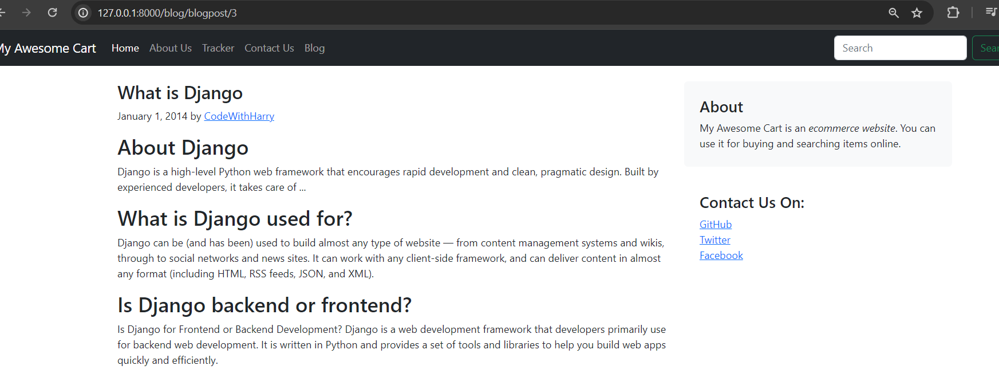 127.0.0.1:8000/blog/blogpost/3
My Awesome Cart Home About Us Tracker Contact Us Blog Search
What is Django
January 1, 2014 by CodeWithHarry
About Django
Django is a high-level Python web framework that encourages rapid development and clean, pragmatic design. Built by
experienced developers, it takes care of ...
What is Django used for?
Django can be (and has been) used to build almost any type of website — from content management systems and wikis,
through to social networks and news sites. It can work with any client-side framework, and can deliver content in almost
any format (including HTML, RSS feeds, JSON, and XML).
Is Django backend or frontend?
Is Django for Frontend or Backend Development? Django is a web development framework that developers primarily use
for backend web development. It is written in Python and provides a set of tools and libraries to help you build web apps
quickly and efficiently.
About
My Awesome Cart is an ecommerce website. You can
use it for buying and searching items online.
Contact Us On:
GitHub
Twitter
Facebook